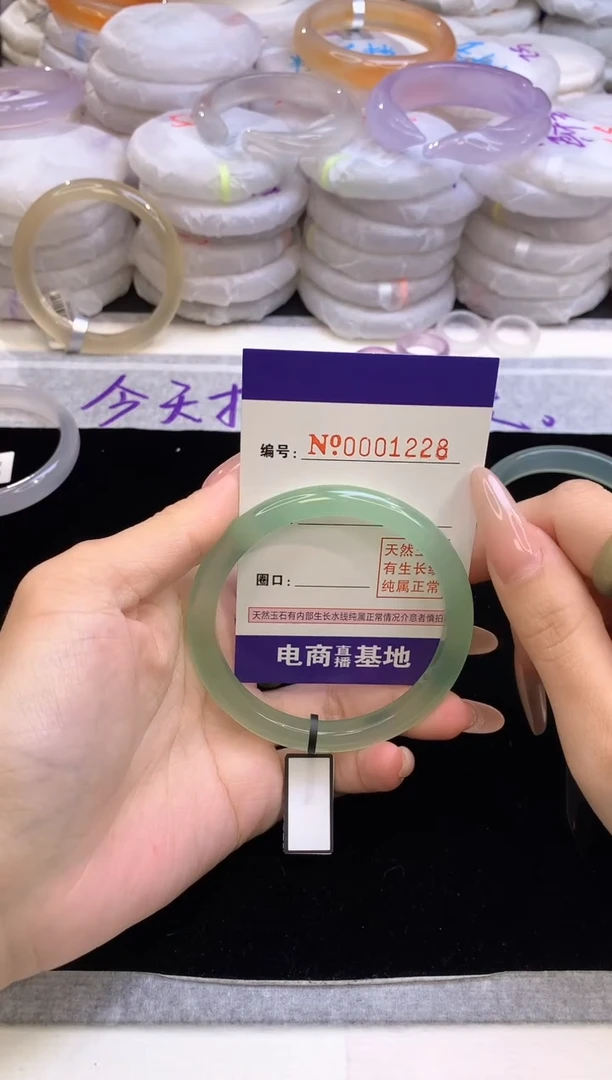 今天
编号: Nº0001228
天然
有生长
纯属正常
圈口:
天然玉石有内部生长水线纯属正常情况介意者慎拍
电商直播基地